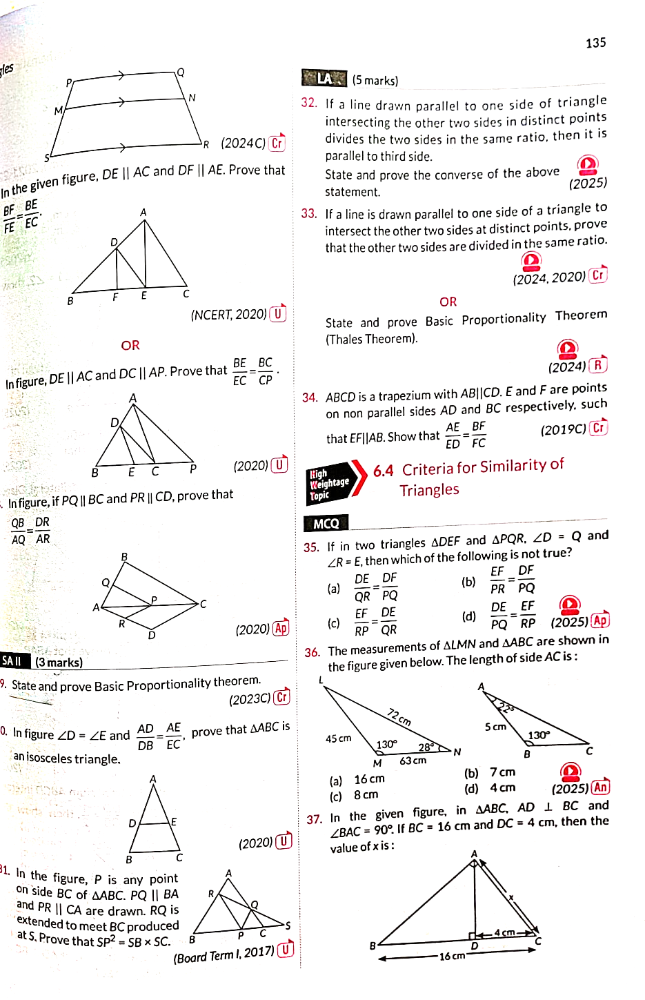 135
gles
P
Q
M
N
S
R (2024C) Cr
In the given figure, DE || AC and DF || AE. Prove that
BF/FE = BE/EC.
A
D
B
F
E
C
(NCERT, 2020) U
OR
In figure, DE || AC and DC || AP. Prove that BE/EC = BC/CP.
A
D
B
E
C
P
(2020) U
. In figure, if PQ || BC and PR || CD, prove that
QB/AQ = DR/AR
B
Q
P
A
C
R
D
(2020) Ap
SA II (3 marks)
9. State and prove Basic Proportionality theorem.
(2023C) Cr
0. In figure ∠D = ∠E and AD/DB = AE/EC, prove that ΔABC is
an isosceles triangle.
A
D
E
B
C
(2020) U
31. In the figure, P is any point
on side BC of ΔABC. PQ || BA
and PR || CA are drawn. RQ is
extended to meet BC produced
at S. Prove that SP² = SB × SC.
A
R
Q
S
B
P
C
(Board Term I, 2017) U
LA (5 marks)
32. If a line drawn parallel to one side of triangle
intersecting the other two sides in distinct points
divides the two sides in the same ratio, then it is
parallel to third side.
State and prove the converse of the above
statement. (2025)
33. If a line is drawn parallel to one side of a triangle to
intersect the other two sides at distinct points, prove
that the other two sides are divided in the same ratio.
(2024, 2020) Cr
OR
State and prove Basic Proportionality Theorem
(Thales Theorem).
(2024) R
34. ABCD is a trapezium with AB||CD. E and F are points
on non parallel sides AD and BC respectively, such
that EF||AB. Show that AE/ED = BF/FC (2019C) Cr
High
Weightage
Topic
6.4 Criteria for Similarity of
Triangles
MCQ
35. If in two triangles ΔDEF and ΔPQR, ∠D = Q and
∠R = E, then which of the following is not true?
(a) DE/QR = DF/PQ (b) EF/PR = DF/PQ
(c) EF/RP = DE/QR (d) DE/PQ = EF/RP (2025) Ap
36. The measurements of ΔLMN and ΔABC are shown in
the figure given below. The length of side AC is :
L
72 cm
45 cm
130°
28°
N
M
63 cm
A
22°
5 cm
130°
B
C
(a) 16 cm (b) 7 cm
(c) 8 cm (d) 4 cm (2025) An
37. In the given figure, in ΔABC, AD ⊥ BC and
∠BAC = 90°. If BC = 16 cm and DC = 4 cm, then the
value of x is :
A
x
4 cm
B
D
C
16 cm